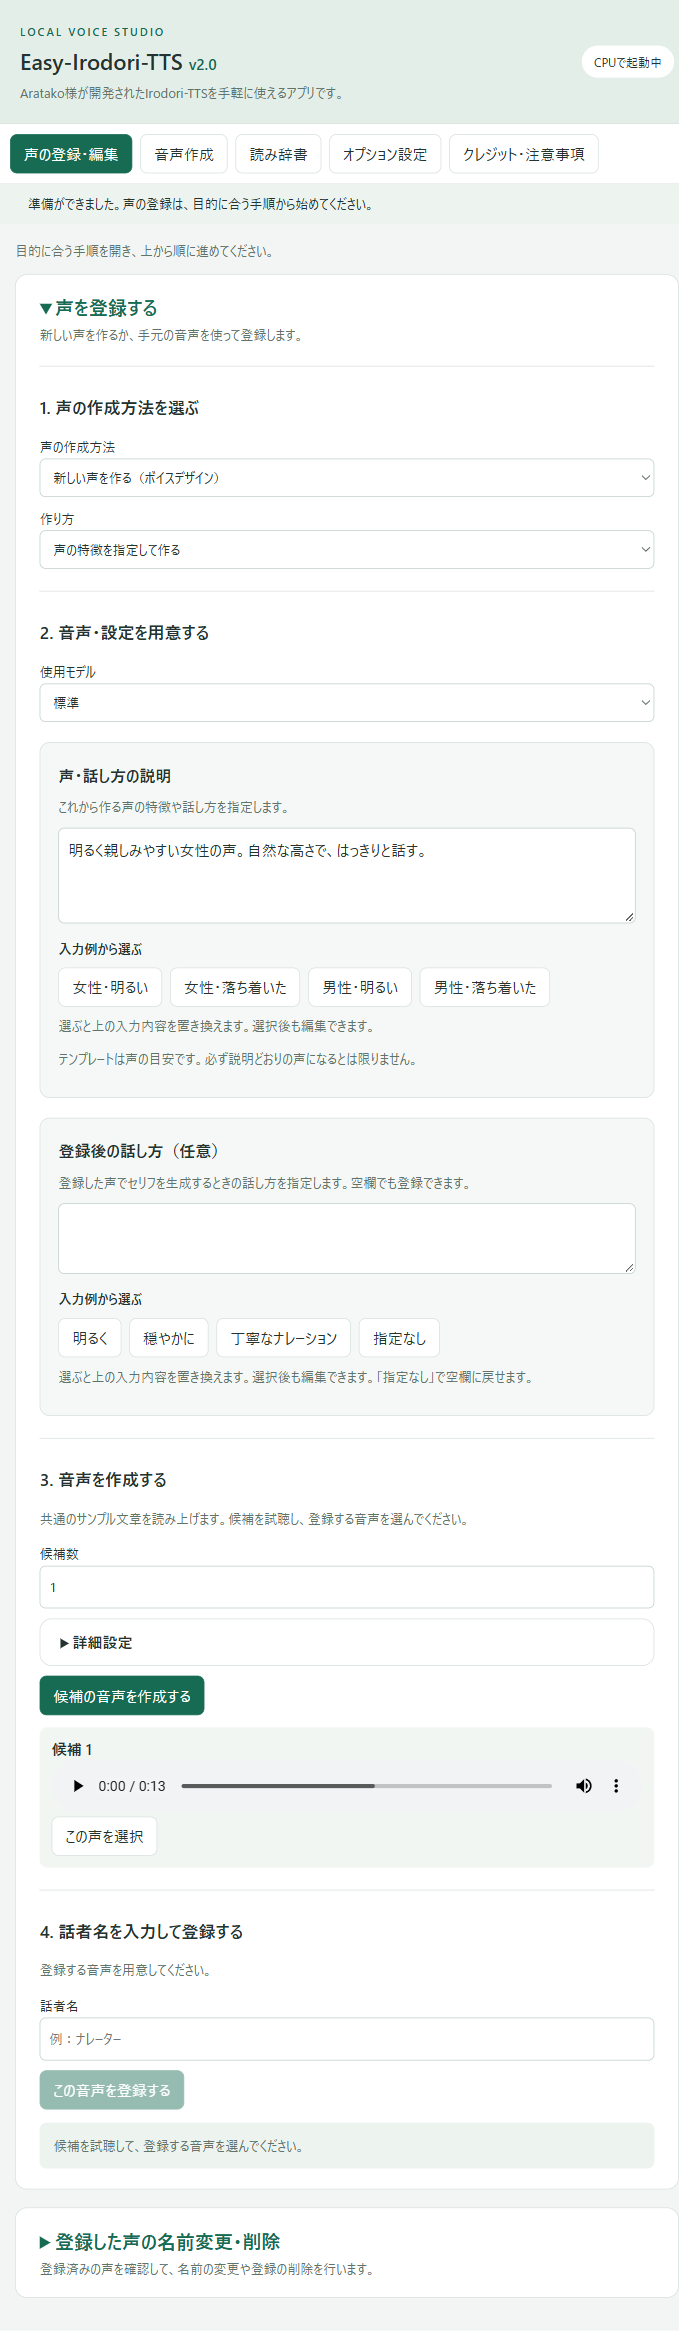 LOCAL VOICE STUDIO
Easy-Irodori-TTS v2.0
CPUで起動中
Aratako様が開発されたIrodori-TTSを手軽に使えるアプリです。
声の登録・編集
音声作成
読み辞書
オプション設定
クレジット・注意事項
準備ができました。声の登録は、目的に合う手順から始めてください。
目的に合う手順を開き、上から順に進めてください。
▼声を登録する
新しい声を作るか、手元の音声を使って登録します。
1. 声の作成方法を選ぶ
声の作成方法
新しい声を作る（ボイスデザイン）
作り方
声の特徴を指定して作る
2. 音声・設定を用意する
使用モデル
標準
声・話し方の説明
これから作る声の特徴や話し方を指定します。
明るく親しみやすい女性の声。自然な高さで、はっきりと話す。
入力例から選ぶ
女性・明るい
女性・落ち着いた
男性・明るい
男性・落ち着いた
選ぶと上の入力内容を置き換えます。選択後も編集できます。
テンプレートは声の目安です。必ず説明どおりの声になるとは限りません。
登録後の話し方（任意）
登録した声でセリフを生成するときの話し方を指定します。空欄でも登録できます。
入力例から選ぶ
明るく
穏やかに
丁寧なナレーション
指定なし
選ぶと上の入力内容を置き換えます。選択後も編集できます。「指定なし」で空欄に戻せます。
3. 音声を作成する
共通のサンプル文章を読み上げます。候補を試聴し、登録する音声を選んでください。
候補数
1
▶詳細設定
候補の音声を作成する
候補 1
0:00 / 0:13
この声を選択
4. 話者名を入力して登録する
登録する音声を用意してください。
話者名
例：ナレーター
この音声を登録する
候補を試聴して、登録する音声を選んでください。
▶登録した声の名前変更・削除
登録済みの声を確認して、名前の変更や登録の削除を行います。